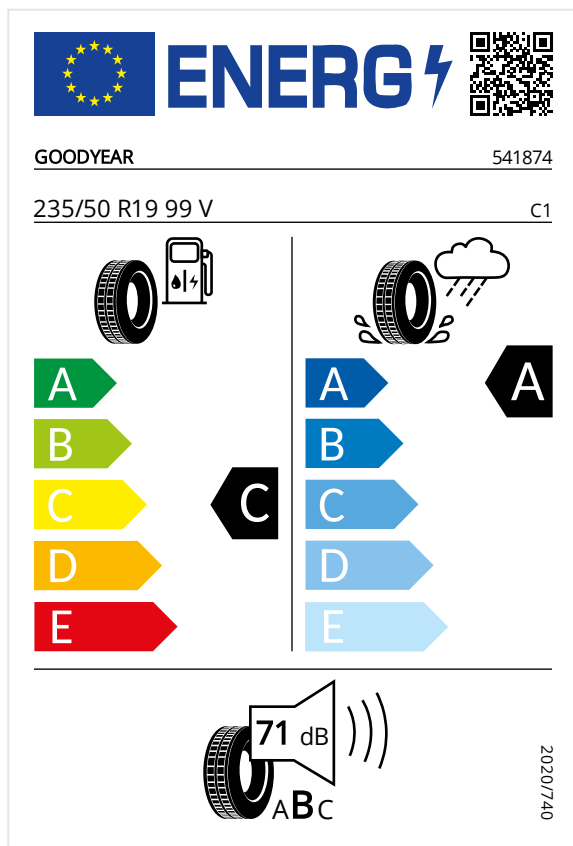 ENERG
GOODYEAR 541874
235/50 R19 99 V C1
A A A
B B
C C C
D D
E E
71 dB
ABC
2020/740